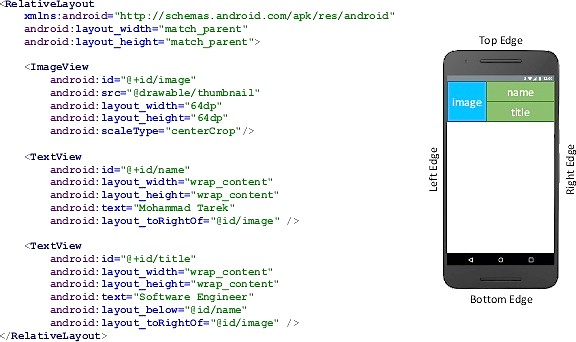 <RelativeLayout
xmlns:android="http://schemas.android.com/apk/res/android"
android:layout_width="match_parent"
android:layout_height="match_parent">
<ImageView
android:id="@+id/image"
android:src="@drawable/thumbnail"
android:layout_width="64dp"
android:layout_height="64dp"
android:scaleType="centerCrop"/>
<TextView
android:id="@+id/name"
android:layout_width="wrap_content"
android:layout_height="wrap_content"
android:text="Mohammad Tarek"
android:layout_toRightOf="@id/image" />
<TextView
android:id="@+id/title"
android:layout_width="wrap_content"
android:layout_height="wrap_content"
android:text="Software Engineer"
android:layout_below="@id/name"
android:layout_toRightOf="@id/image" />
</RelativeLayout>
Top Edge
image
name
title
Left Edge
Right Edge
Bottom Edge